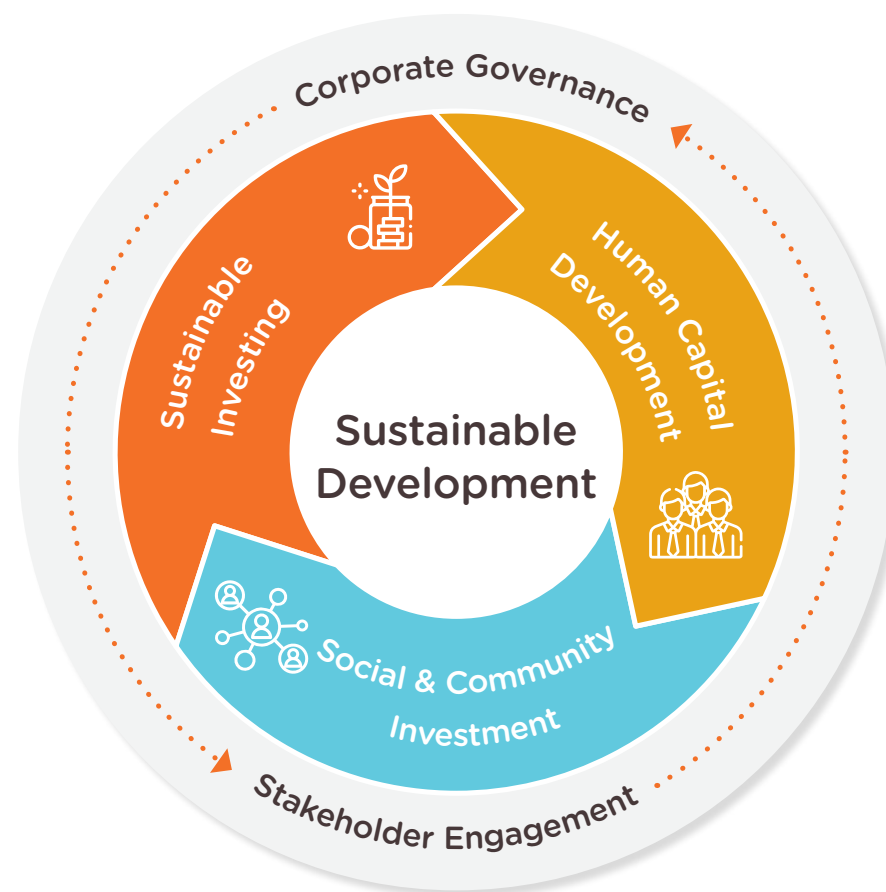 Corporate Governance
Sustainable
Investing
Human Capital
Development
Sustainable
Development
Social & Community
Investment
Stakeholder Engagement